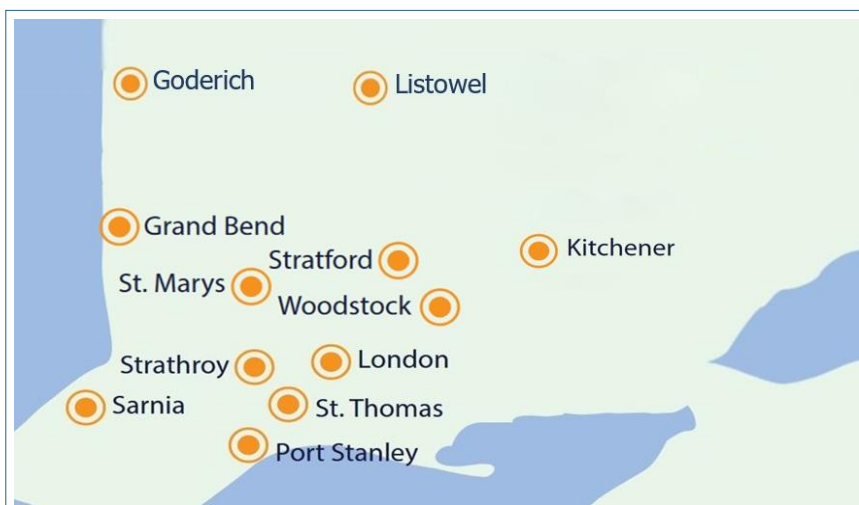 Goderich
Listowel
Grand Bend
Stratford
Kitchener
St. Marys
Woodstock
Strathroy
London
Sarnia
St. Thomas
Port Stanley